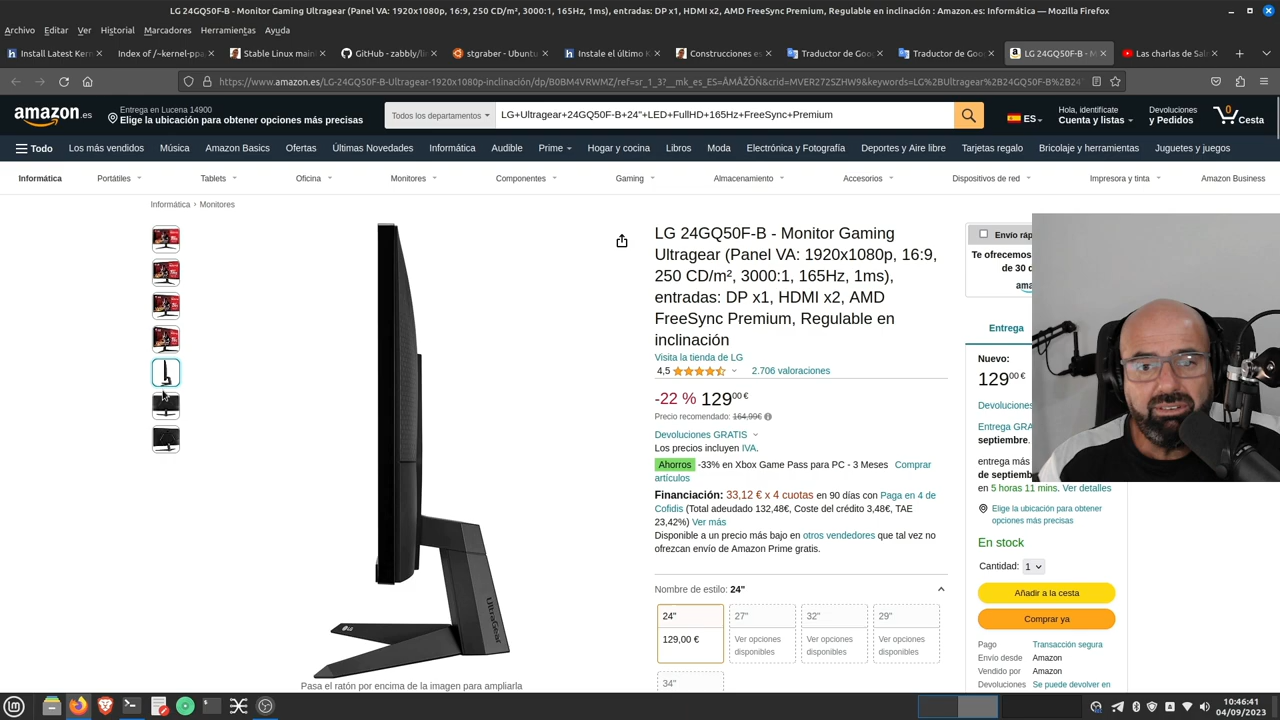 LG 24GQ50F-B - Monitor Gaming Ultragear (Panel VA: 1920x1080p, 16:9, 250 CD/m², 3000:1, 165Hz, 1ms), entradas: DP x1, HDMI x2, AMD FreeSync Premium, Regulable en inclinación — Mozilla Firefox
Archivo Editar Ver Historial Marcadores Herramientas Ayuda
Install Latest Kern
Index of /~kernel-ppa
Stable Linux main
GitHub - zabbly/lin
stgraber - Ubuntu
Instale el último K
Construcciones es
Traductor de Goo
Traductor de Goo
LG 24GQ50F-B - M
Las charlas de Sa
https://www.amazon.es/LG-24GQ50F-B-Ultragear-1920x1080p-inclinación/dp/B0BM4VRWMZ/ref=sr_1_3?__mk_es_ES=ÅMÅŽÕÑ&crid=MVER272SZHW9&keywords=LG%2BUltragear%2B24GQ50F-B%2B24"
amazon.es
Entrega en Lucena 14900
Elige la ubicación para obtener opciones más precisas
Todos los departamentos
LG+Ultragear+24GQ50F-B+24"+LED+FullHD+165Hz+FreeSync+Premium
ES
Hola, identifícate
Cuenta y listas
Devoluciones
y Pedidos
0
Cesta
Todo
Los más vendidos
Música
Amazon Basics
Ofertas
Últimas Novedades
Informática
Audible
Prime
Hogar y cocina
Libros
Moda
Electrónica y Fotografía
Deportes y Aire libre
Tarjetas regalo
Bricolaje y herramientas
Juguetes y juegos
Informática
Portátiles
Tablets
Oficina
Monitores
Componentes
Gaming
Almacenamiento
Accesorios
Dispositivos de red
Impresora y tinta
Amazon Business
Informática › Monitores
LG
UltraGear
Pasa el ratón por encima de la imagen para ampliarla
LG 24GQ50F-B - Monitor Gaming
Ultragear (Panel VA: 1920x1080p, 16:9,
250 CD/m², 3000:1, 165Hz, 1ms),
entradas: DP x1, HDMI x2, AMD
FreeSync Premium, Regulable en
inclinación
Visita la tienda de LG
4,5
2.706 valoraciones
-22 % 12900 €
Precio recomendado: 164,99€
Devoluciones GRATIS
Los precios incluyen IVA.
Ahorros -33% en Xbox Game Pass para PC - 3 Meses Comprar
artículos
Financiación: 33,12 € x 4 cuotas en 90 días con Paga en 4 de
Cofidis (Total adeudado 132,48€, Coste del crédito 3,48€, TAE
23,42%) Ver más
Disponible a un precio más bajo en otros vendedores que tal vez no
ofrezcan envío de Amazon Prime gratis.
Nombre de estilo: 24"
24"
129,00 €
27"
Ver opciones
disponibles
32"
Ver opciones
disponibles
29"
Ver opciones
disponibles
34"
Envío ráp
Te ofrecemos
de 30 d
ama
Entrega
Nuevo:
12900 €
Devoluciones
Entrega GRA
septiembre.
entrega más
de septiemb
en 5 horas 11 mins. Ver detalles
Elige la ubicación para obtener
opciones más precisas
En stock
Cantidad: 1
Añadir a la cesta
Comprar ya
Pago Transacción segura
Envío desde Amazon
Vendido por Amazon
Devoluciones Se puede devolver en
10:46:41
04/09/2023